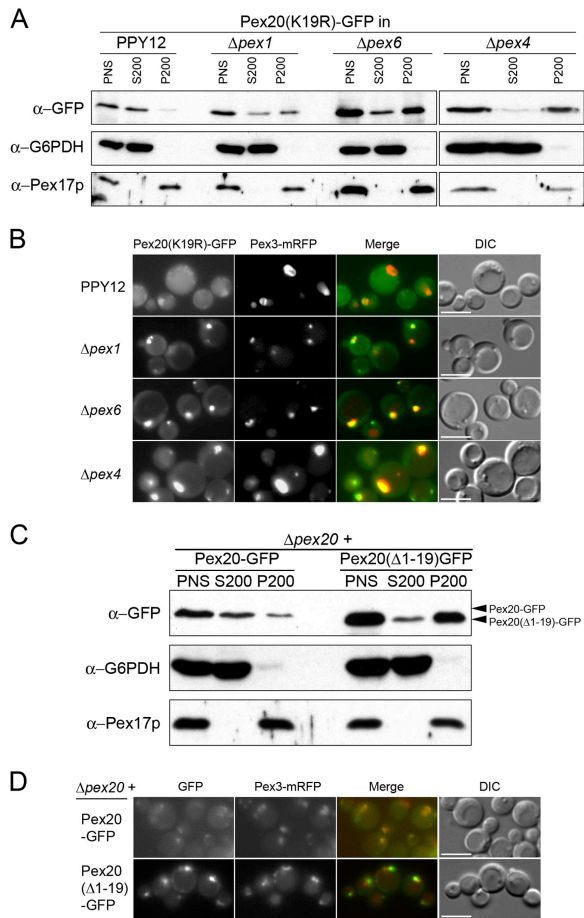 A
Pex20(K19R)-GFP in
PPY12 Δpex1 Δpex6 Δpex4
PNS S200 P200 PNS S200 P200 PNS S200 P200 PNS S200 P200
α-GFP
α-G6PDH
α-Pex17p
B
Pex20(K19R)-GFP Pex3-mRFP Merge DIC
PPY12
Δpex1
Δpex6
Δpex4
C
Δpex20 +
Pex20-GFP Pex20(Δ1-19)GFP
PNS S200 P200 PNS S200 P200
α-GFP
Pex20-GFP
Pex20(Δ1-19)-GFP
α-G6PDH
α-Pex17p
D
Δpex20 + GFP Pex3-mRFP Merge DIC
Pex20
-GFP
Pex20
(Δ1-19)
-GFP